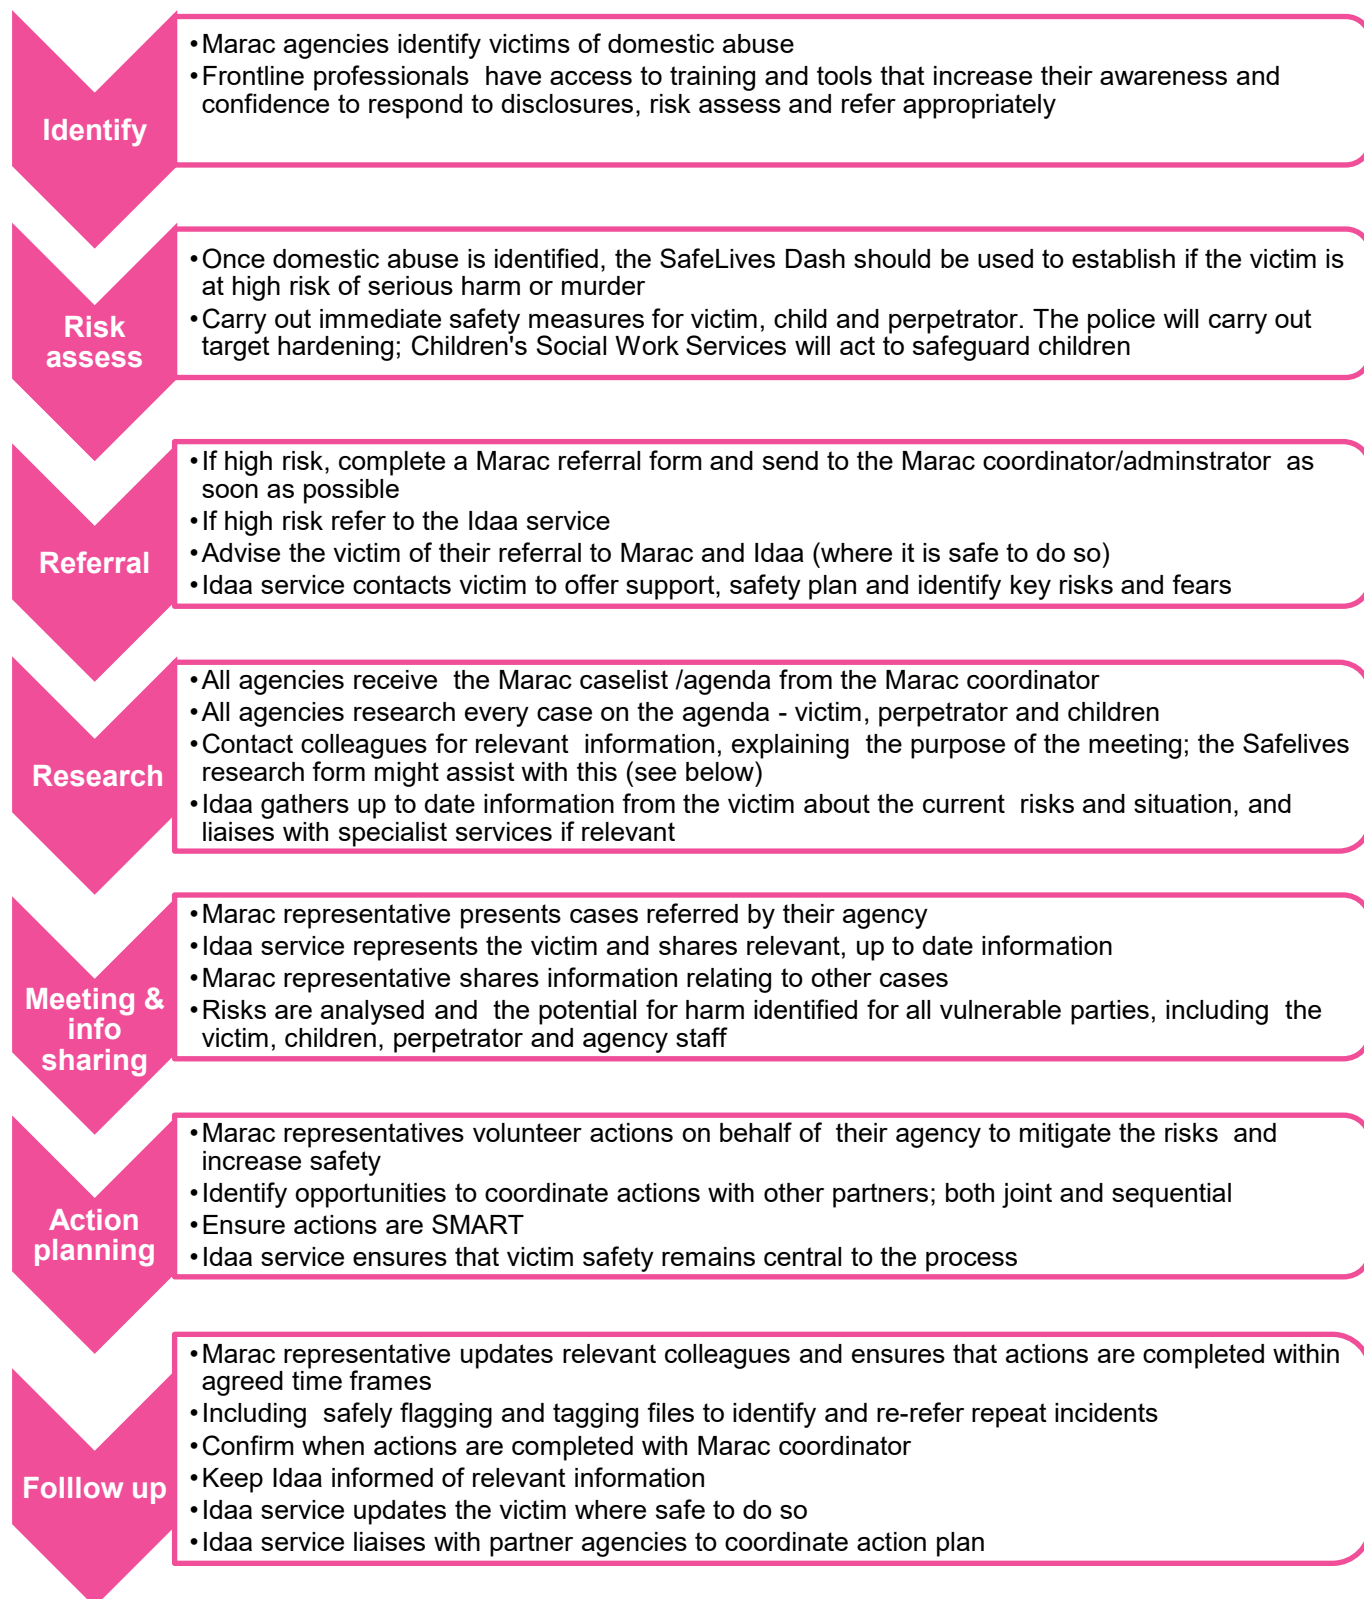 Identify
•Marac agencies identify victims of domestic abuse
•Frontline professionals have access to training and tools that increase their awareness and
confidence to respond to disclosures, risk assess and refer appropriately
Risk
assess
•Once domestic abuse is identified, the SafeLives Dash should be used to establish if the victim is
at high risk of serious harm or murder
•Carry out immediate safety measures for victim, child and perpetrator. The police will carry out
target hardening; Children's Social Work Services will act to safeguard children
Referral
•If high risk, complete a Marac referral form and send to the Marac coordinator/adminstrator as
soon as possible
•If high risk refer to the Idaa service
•Advise the victim of their referral to Marac and Idaa (where it is safe to do so)
•Idaa service contacts victim to offer support, safety plan and identify key risks and fears
Research
•All agencies receive the Marac caselist /agenda from the Marac coordinator
•All agencies research every case on the agenda - victim, perpetrator and children
•Contact colleagues for relevant information, explaining the purpose of the meeting; the Safelives
research form might assist with this (see below)
•Idaa gathers up to date information from the victim about the current risks and situation, and
liaises with specialist services if relevant
Meeting &
info
sharing
•Marac representative presents cases referred by their agency
•Idaa service represents the victim and shares relevant, up to date information
•Marac representative shares information relating to other cases
•Risks are analysed and the potential for harm identified for all vulnerable parties, including the
victim, children, perpetrator and agency staff
Action
planning
•Marac representatives volunteer actions on behalf of their agency to mitigate the risks and
increase safety
•Identify opportunities to coordinate actions with other partners; both joint and sequential
•Ensure actions are SMART
•Idaa service ensures that victim safety remains central to the process
Folllow up
•Marac representative updates relevant colleagues and ensures that actions are completed within
agreed time frames
•Including safely flagging and tagging files to identify and re-refer repeat incidents
•Confirm when actions are completed with Marac coordinator
•Keep Idaa informed of relevant information
•Idaa service updates the victim where safe to do so
•Idaa service liaises with partner agencies to coordinate action plan